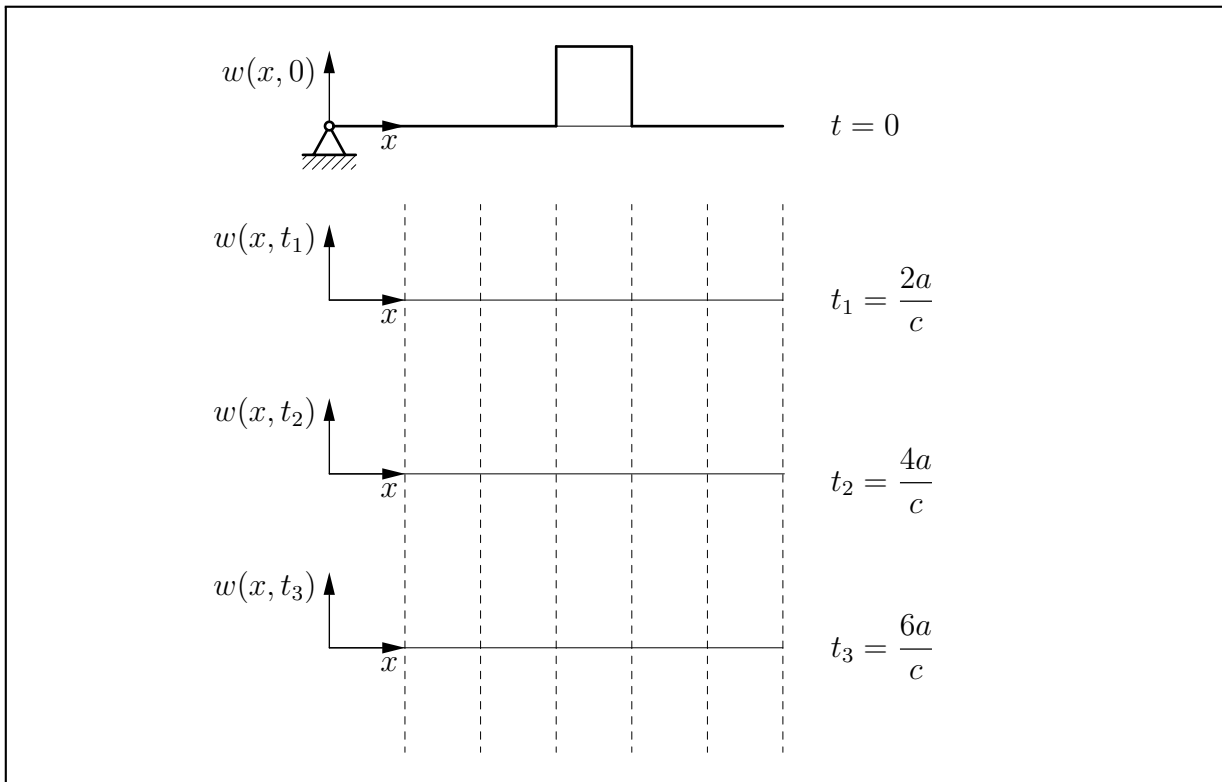 w(x, 0)
x
t = 0
w(x, t₁)
x
t₁ = 2a/c
w(x, t₂)
x
t₂ = 4a/c
w(x, t₃)
x
t₃ = 6a/c